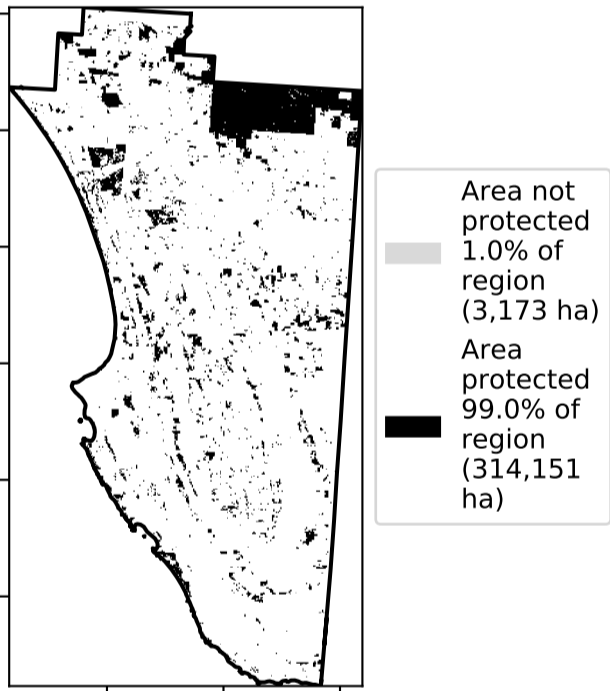 Area not
protected
1.0% of
region
(3,173 ha)
Area
protected
99.0% of
region
(314,151
ha)